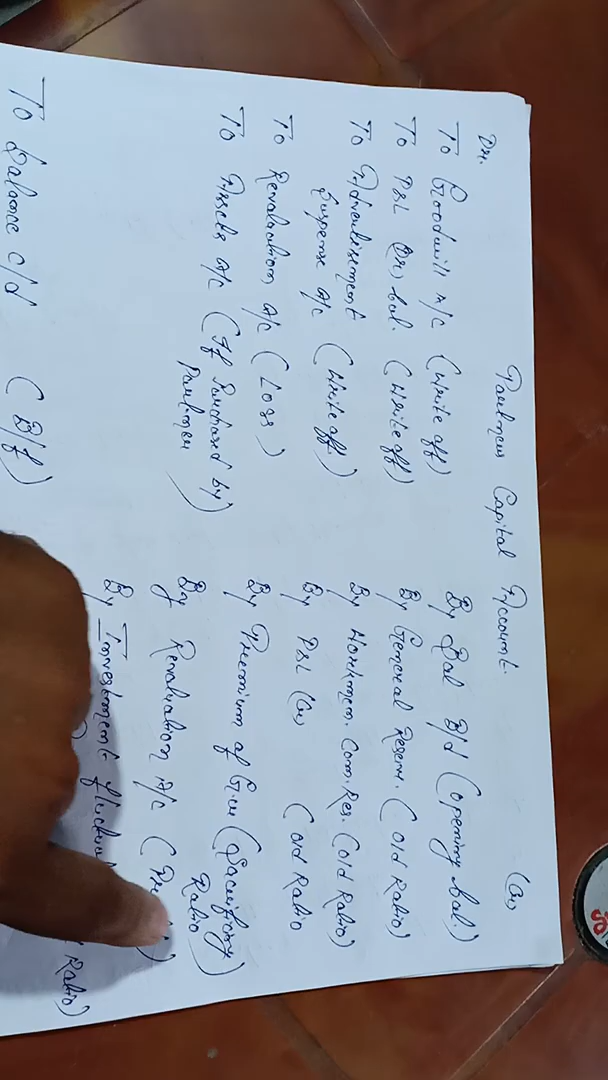 Partners Capital Account.
Dr.
(Cr)
To Goodwill A/c (Write off)
To P&L (Dr) bal. (Write off)
To Advertisement
Suspense A/c (Write off)
To Revaluation A/c (Loss)
To Assets A/c (If Purchased by
Partner)
To Balance c/d (B/f)
By Bal B/d (opening bal.)
By General Reserv. (Old Ratio)
By Workmen. Com. Res. (Old Ratio)
By P&L (Cr) (Old Ratio
By Premium of G.w (Sacrificing
Ratio)
By Revaluation A/c
By Investment
Ratio)